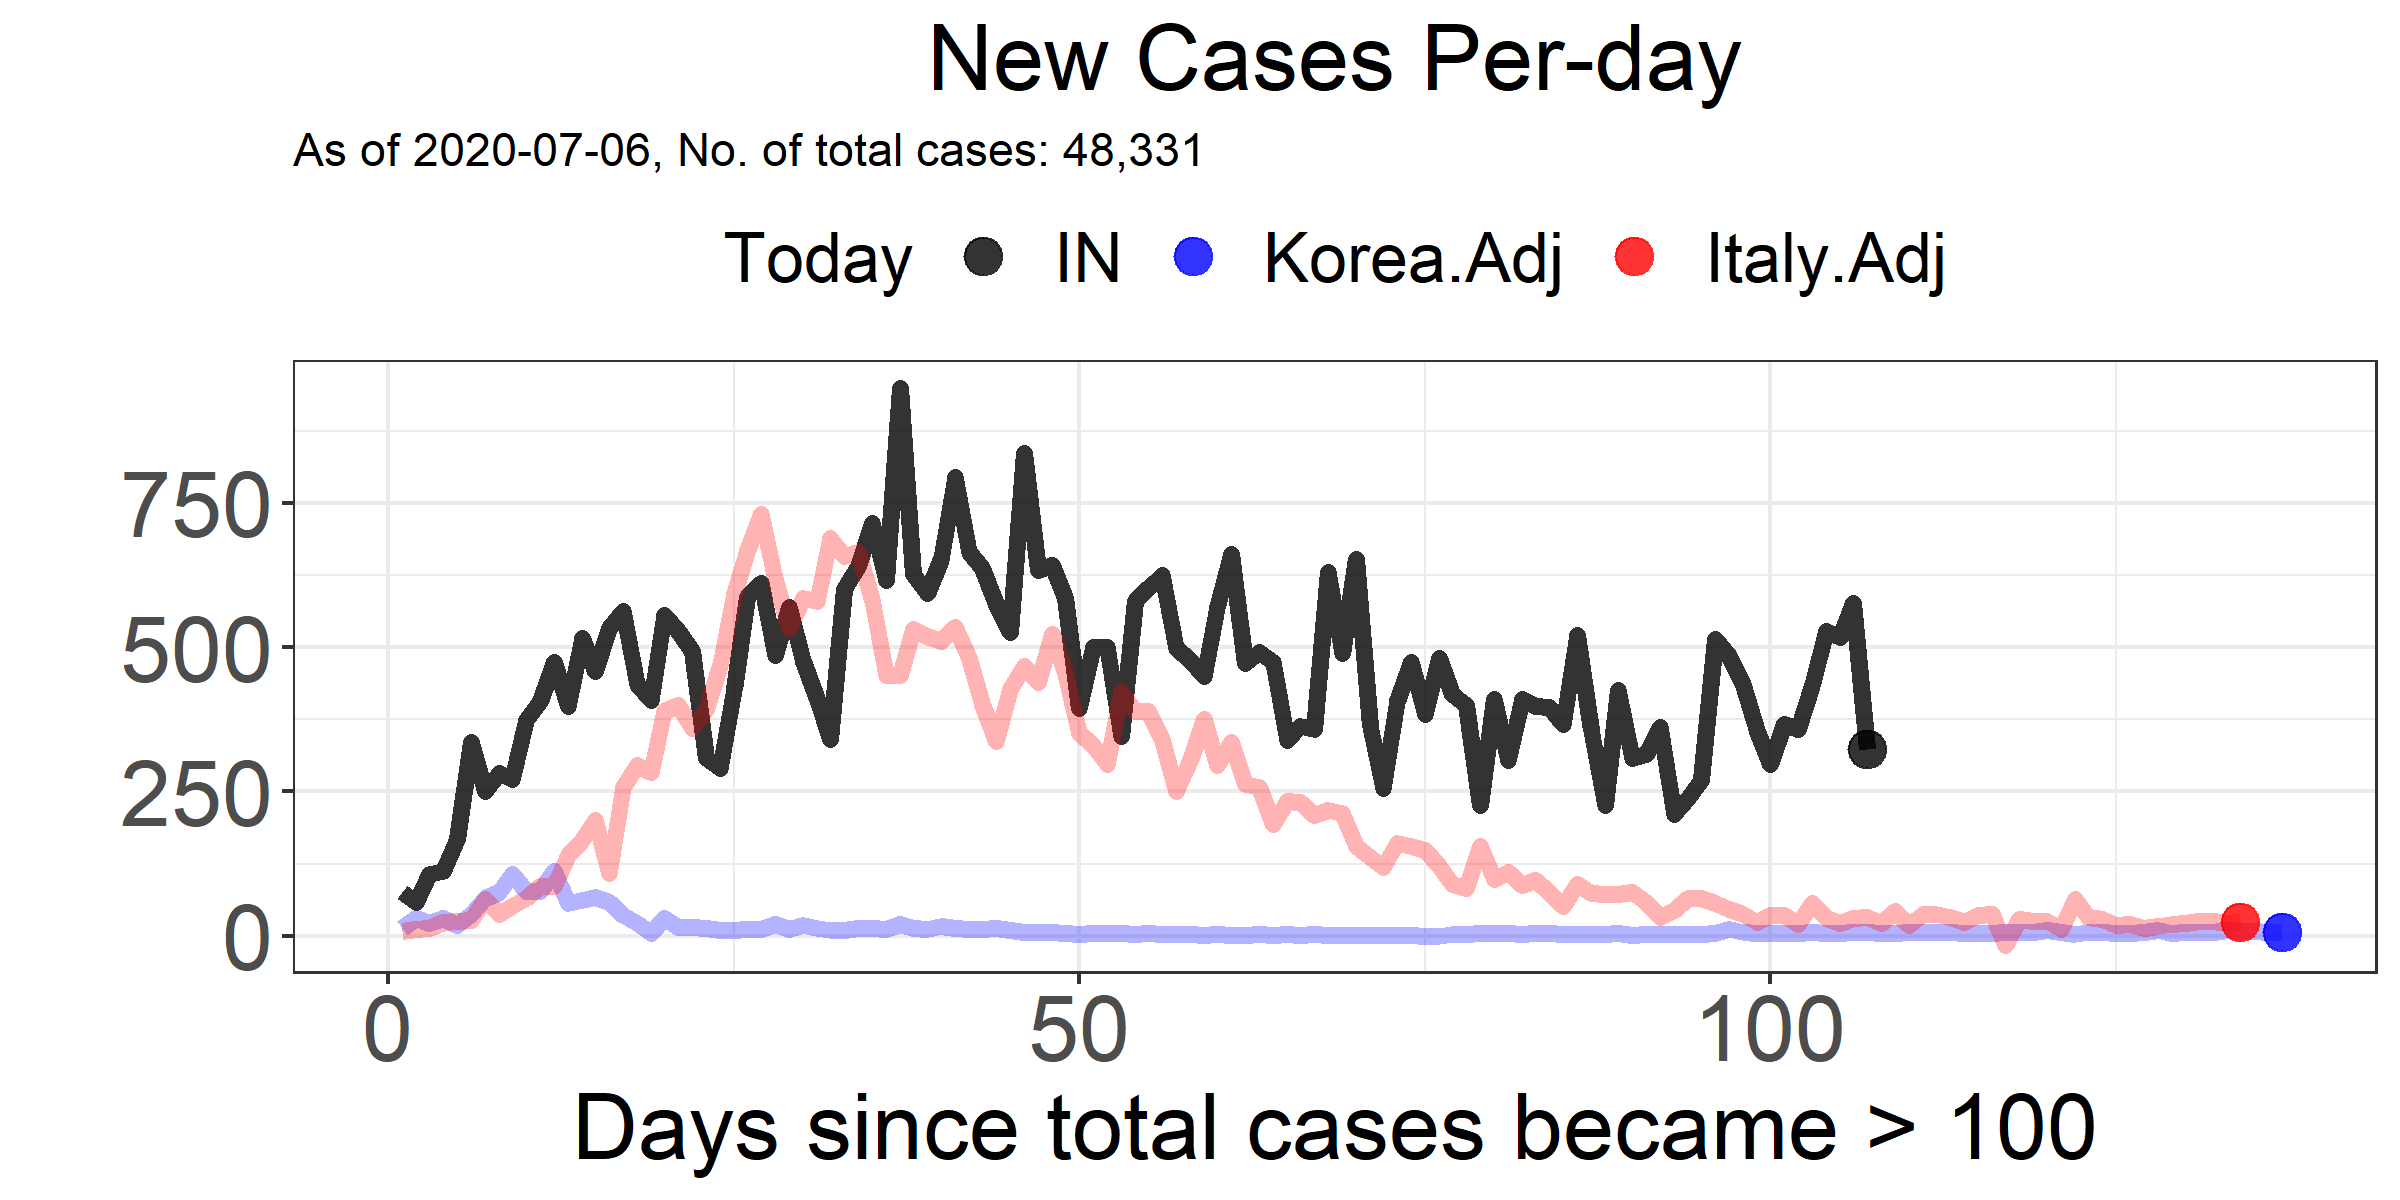 New Cases Per-day
As of 2020-07-06, No. of total cases: 48,331
Today IN Korea.Adj Italy.Adj
750
500
250
0
0 50 100
Days since total cases became > 100